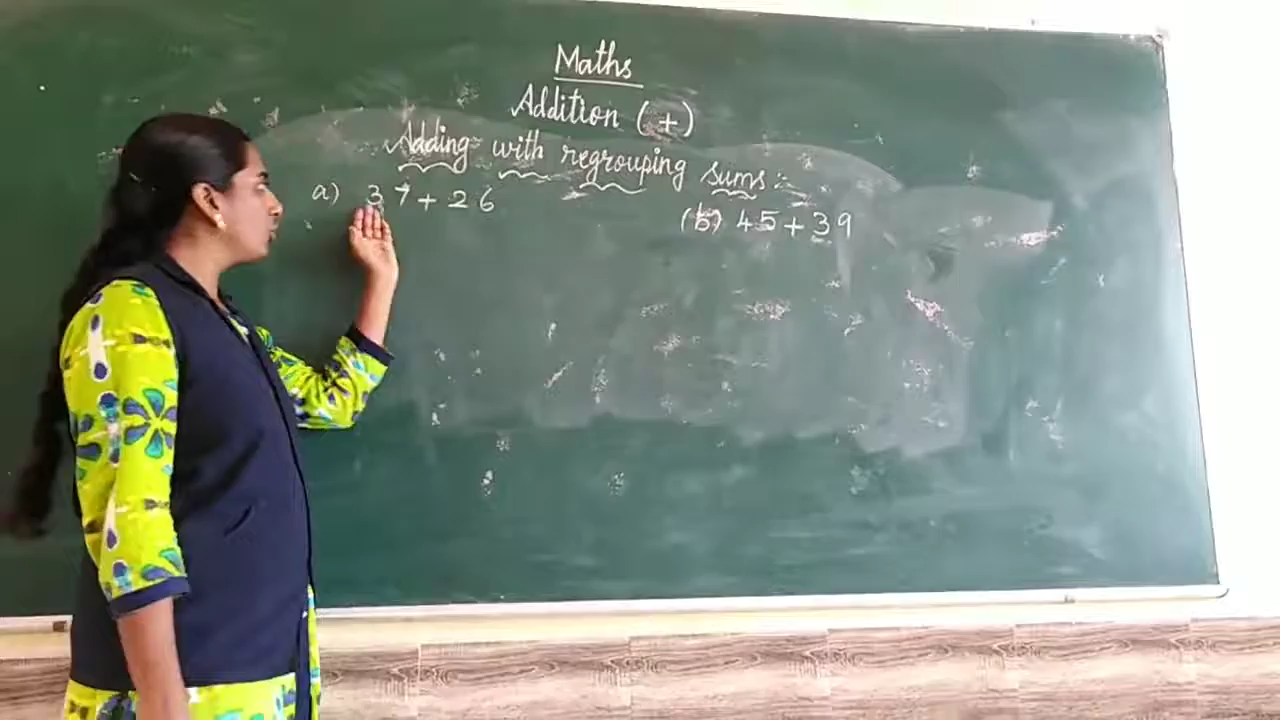 Maths
Addition (+)
Adding with regrouping sums :-
a) 37 + 26
(b) 45 + 39